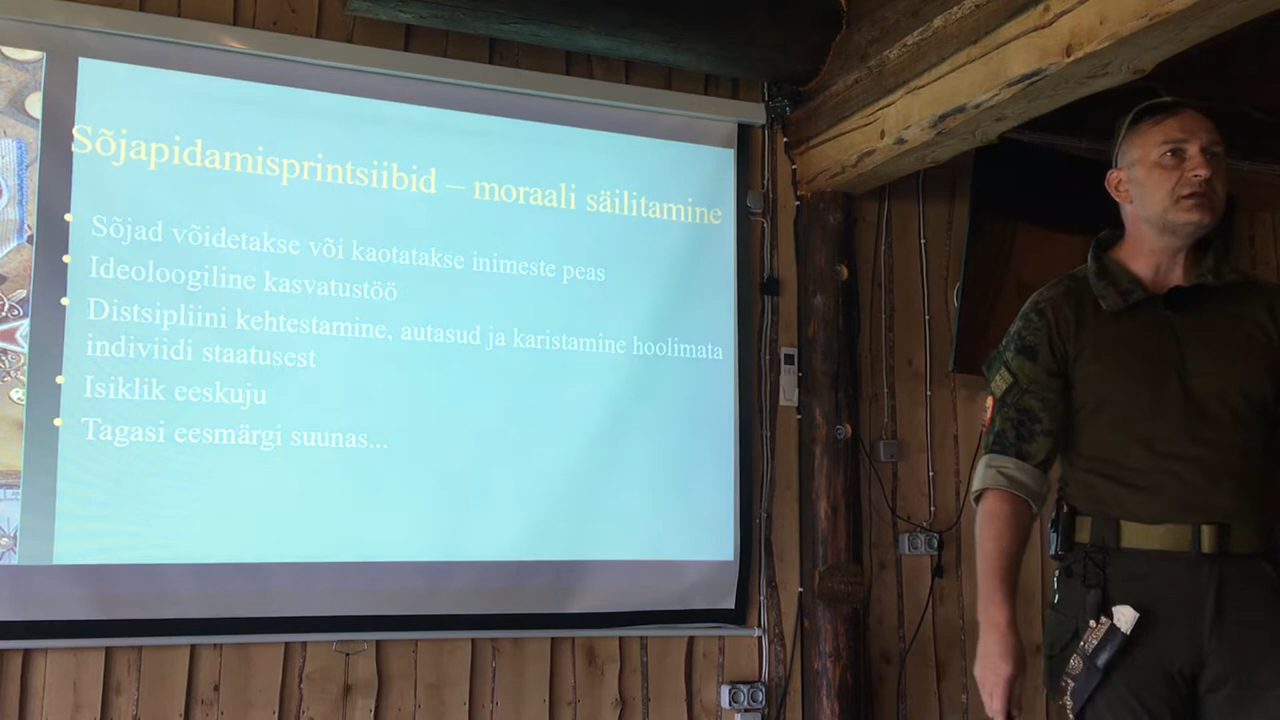 Sõjapidamisprintsiibid – moraali säilitamine
Sõjad võidetakse või kaotatakse inimeste peas
Ideoloogiline kasvatustöö
Distsipliini kehtestamine, autasud ja karistamine hoolimata
indiviidi staatusest
Isiklik eeskuju
Tagasi eesmärgi suunas...